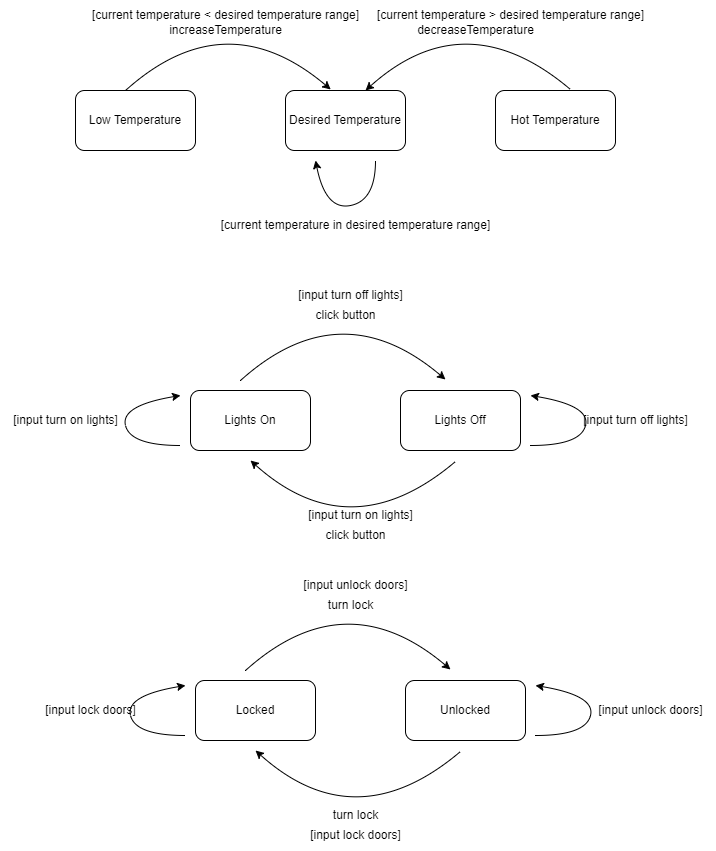 [current temperature < desired temperature range]
increaseTemperature
[current temperature > desired temperature range]
decreaseTemperature
Low Temperature
Desired Temperature
Hot Temperature
[current temperature in desired temperature range]
[input turn off lights]
click button
[input turn on lights]
Lights On
Lights Off
[input turn off lights]
[input turn on lights]
click button
[input unlock doors]
turn lock
[input lock doors]
Locked
Unlocked
[input unlock doors]
turn lock
[input lock doors]